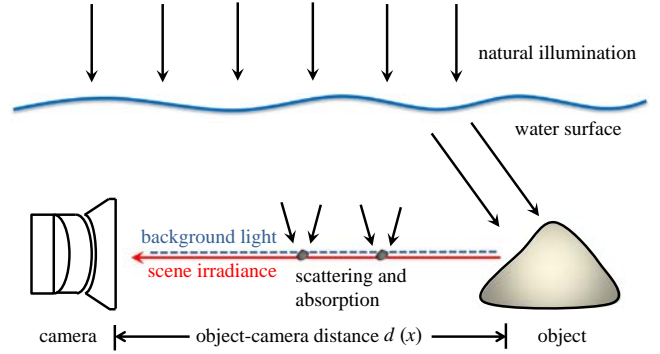 natural illumination
water surface
background light
scene irradiance
scattering and
absorption
camera
object-camera distance d (x)
object